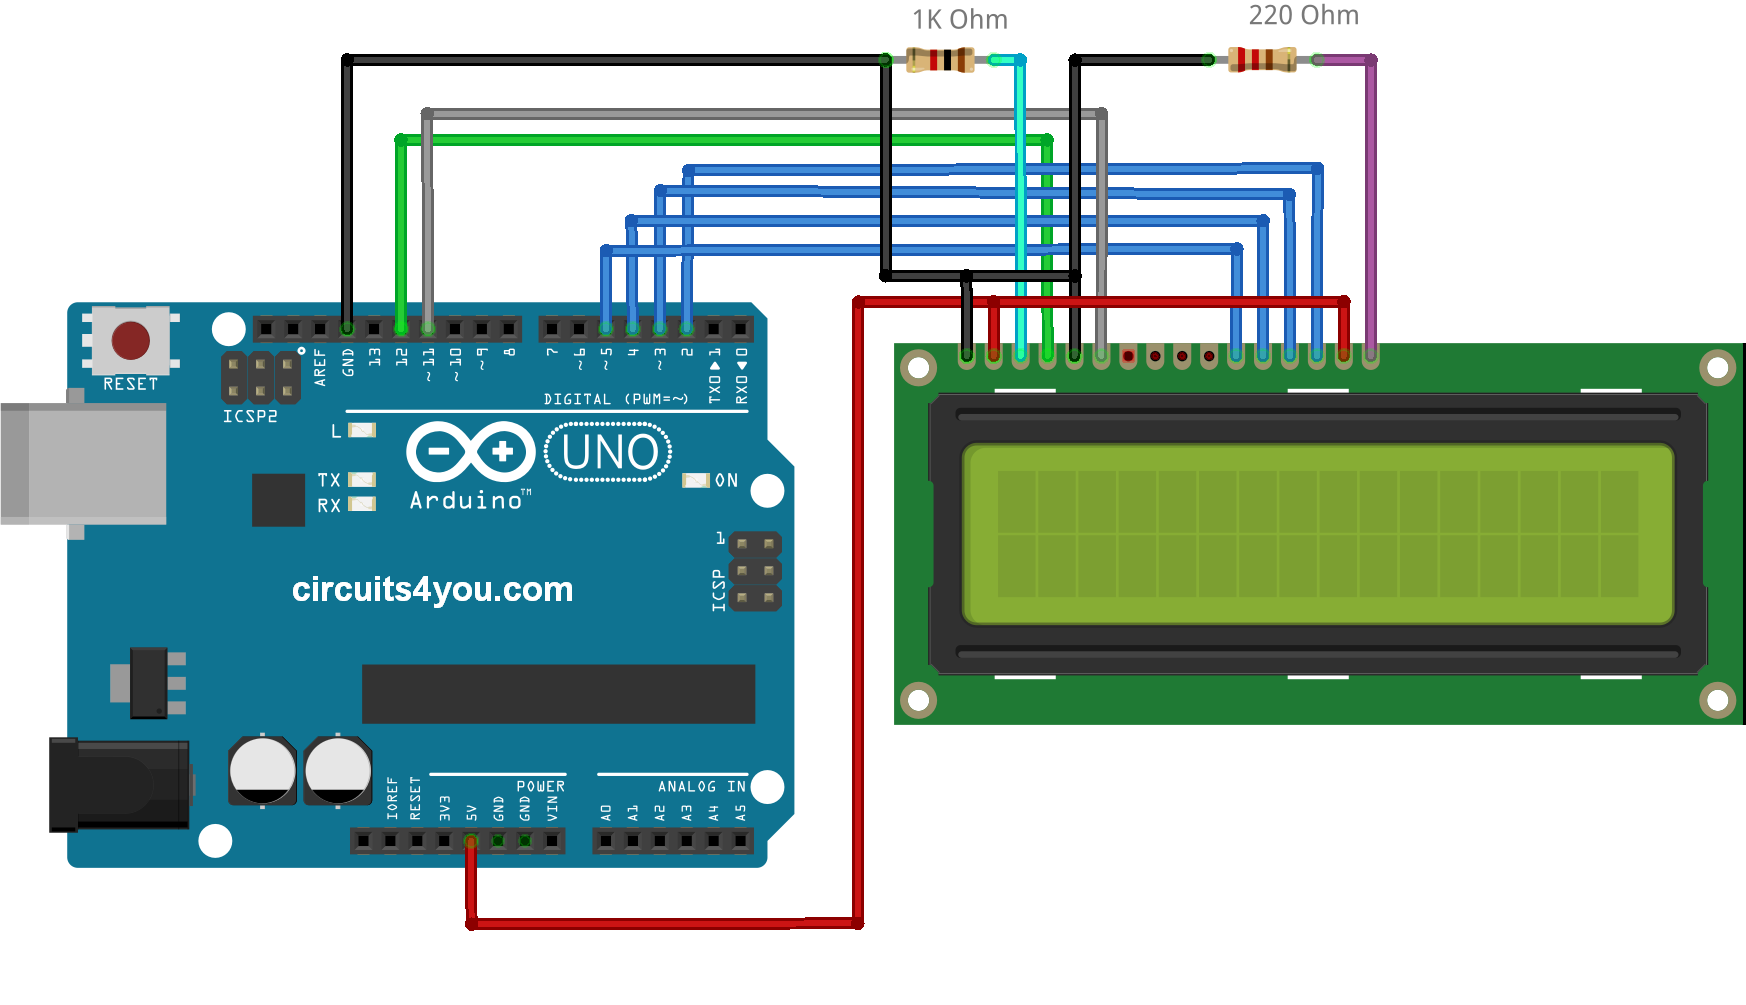 1K Ohm
220 Ohm
RESET
ICSP2
AREF
GND
13
12
~11
~10
~9
8
7
~6
~5
4
~3
2
TX0▶1
RX0◀0
DIGITAL (PWM=~)
L
TX
RX
Arduino™
UNO
ON
1
ICSP
circuits4you.com
IOREF
RESET
3V3
5V
GND
GND
VIN
POWER
ANALOG IN
A0
A1
A2
A3
A4
A5